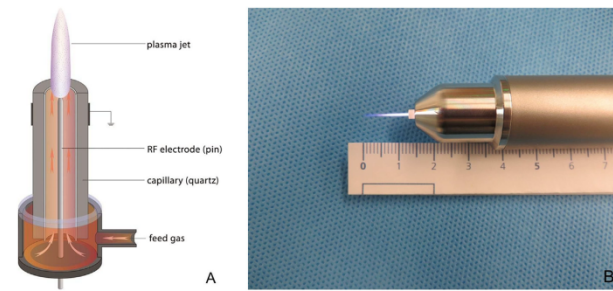 plasma jet
RF electrode (pin)
capillary (quartz)
feed gas
A
0 1 2 3 4 5 6 7
B